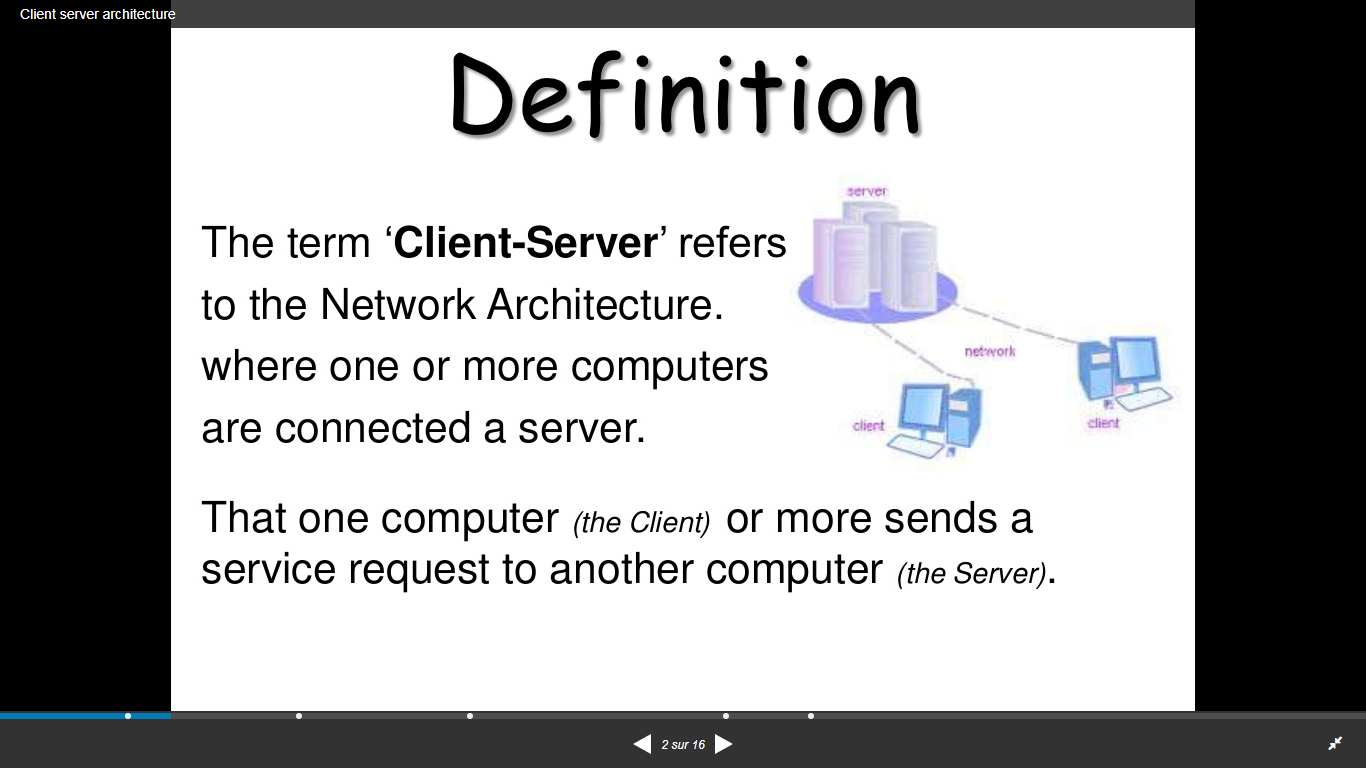 Client server architecture
Definition
server
The term ‘Client-Server’ refers
to the Network Architecture.
where one or more computers
are connected a server.
network
client
client
That one computer (the Client) or more sends a
service request to another computer (the Server).
2 sur 16